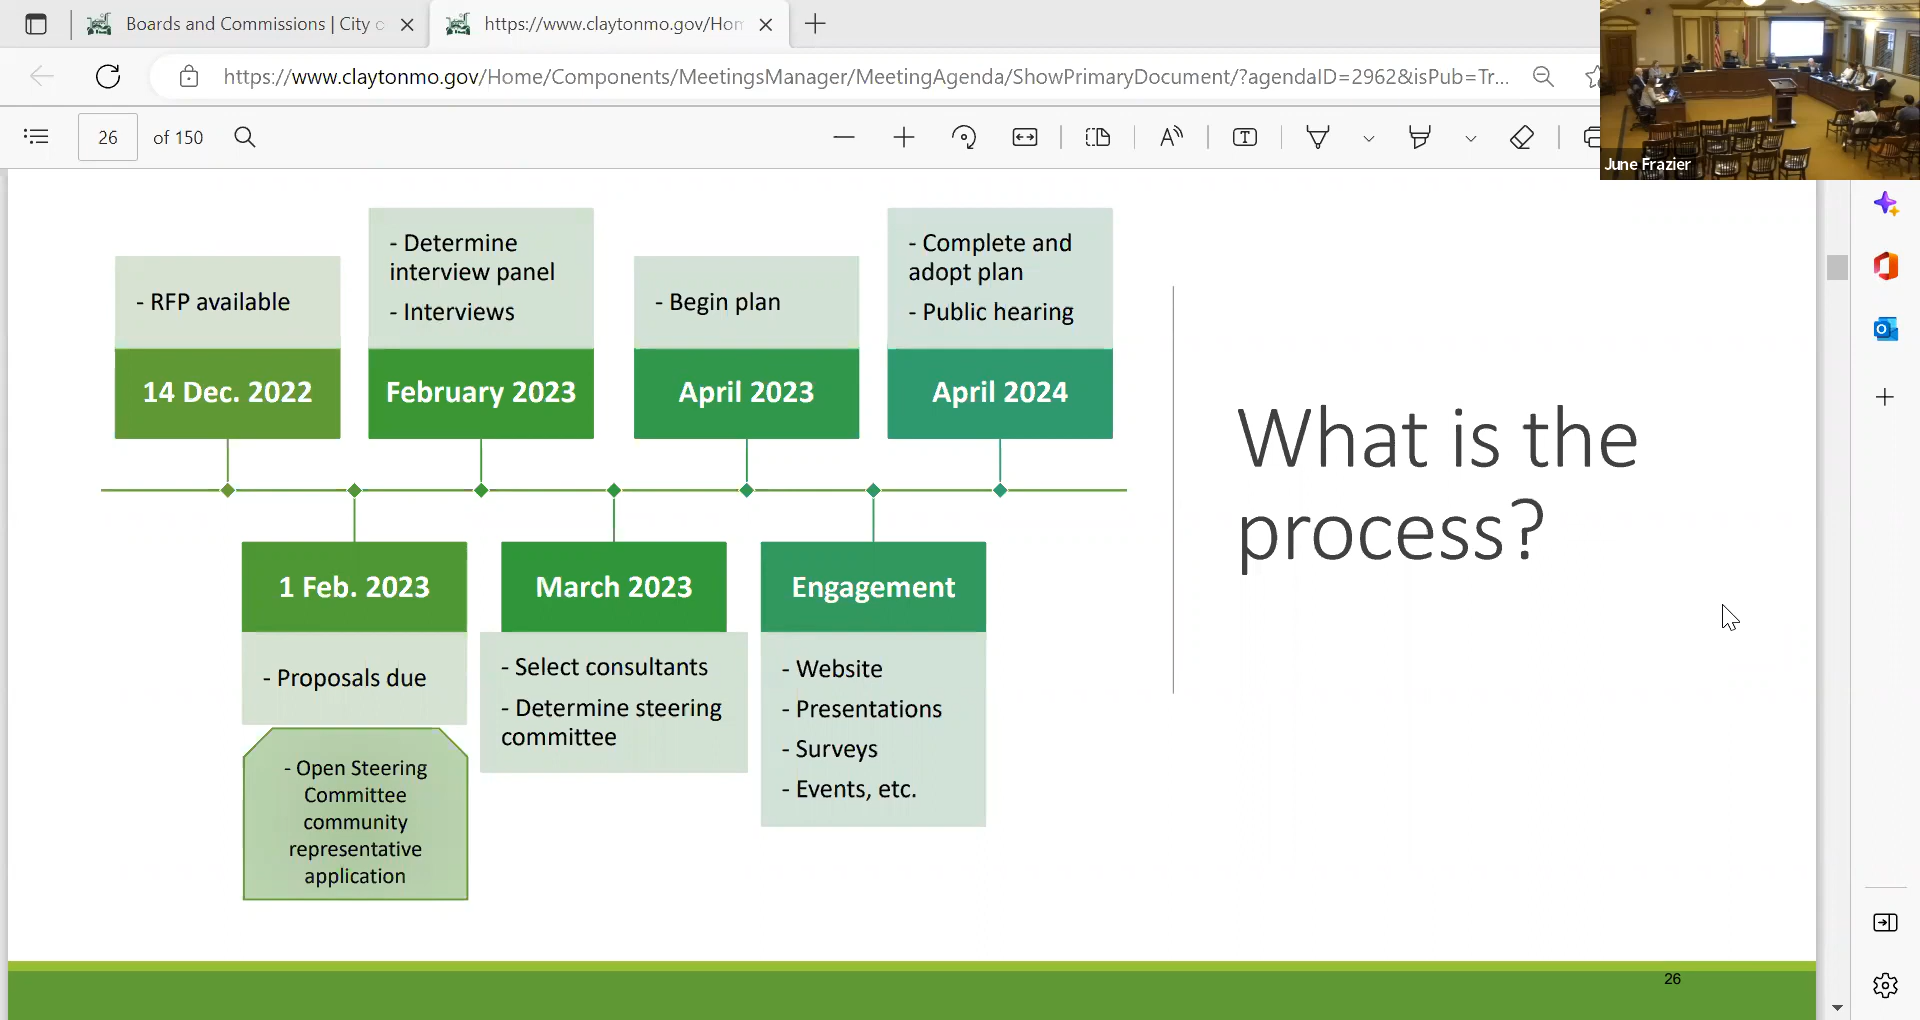 Boards and Commissions | City o
https://www.claytonmo.gov/Hon
https://www.claytonmo.gov/Home/Components/MeetingsManager/MeetingAgenda/ShowPrimaryDocument/?agendaID=2962&isPub=Tr...
26 of 150
June Frazier
- RFP available
14 Dec. 2022
- Determine
interview panel
- Interviews
February 2023
- Begin plan
April 2023
- Complete and
adopt plan
- Public hearing
April 2024
1 Feb. 2023
- Proposals due
- Open Steering
Committee
community
representative
application
March 2023
- Select consultants
- Determine steering
committee
Engagement
- Website
- Presentations
- Surveys
- Events, etc.
What is the
process?
26